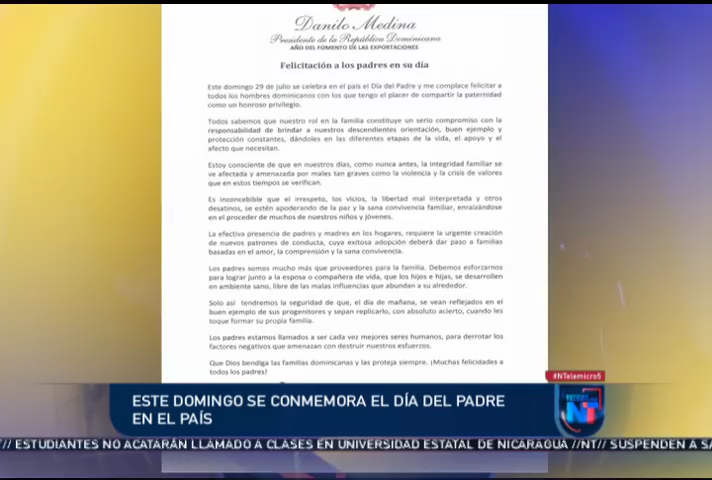 Danilo Medina
Presidente de la República Dominicana
AÑO DEL FOMENTO DE LAS EXPORTACIONES
Felicitación a los padres en su día
Este domingo 29 de julio se celebra en el país el Día del Padre y me complace felicitar a
todos los hombres dominicanos con los que tengo el placer de compartir la paternidad
como un honroso privilegio.
Todos sabemos que nuestro rol en la familia constituye un serio compromiso con la
responsabilidad de brindar a nuestros descendientes orientación, buen ejemplo y
protección constantes, dándoles en las diferentes etapas de la vida, el apoyo y el
afecto que necesitan.
Estoy consciente de que en nuestros días, como nunca antes, la integridad familiar se
ve afectada y amenazada por males tan graves como la violencia y la crisis de valores
que en estos tiempos se verifican.
Es inconcebible que el irrespeto, los vicios, la libertad mal interpretada y otros
desatinos, se estén apoderando de la paz y la sana convivencia familiar, enraizándose
en el proceder de muchos de nuestros niños y jóvenes.
La efectiva presencia de padres y madres en los hogares, requiere la urgente creación
de nuevos patrones de conducta, cuya exitosa adopción deberá dar paso a familias
basadas en el amor, la comprensión y la sana convivencia.
Los padres somos mucho más que proveedores para la familia. Debemos esforzarnos
para lograr junto a la esposa o compañera de vida, que los hijos e hijas, se desarrollen
en ambiente sano, libre de las malas influencias que abundan a su alrededor.
Solo así tendremos la seguridad de que, el día de mañana, se vean reflejados en el
buen ejemplo de sus progenitores y sepan replicarlo, con absoluto acierto, cuando les
toque formar su propia familia.
Los padres estamos llamados a ser cada vez mejores seres humanos, para derrotar los
factores negativos que amenazan con destruir nuestros esfuerzos.
Que Dios bendiga las familias dominicanas y las proteja siempre. ¡Muchas felicidades a
todos los padres!
#NTelemicro5
ESTE DOMINGO SE CONMEMORA EL DÍA DEL PADRE
EN EL PAÍS
NT
// ESTUDIANTES NO ACATARÁN LLAMADO A CLASES EN UNIVERSIDAD ESTATAL DE NICARAGUA //NT// SUSPENDEN A